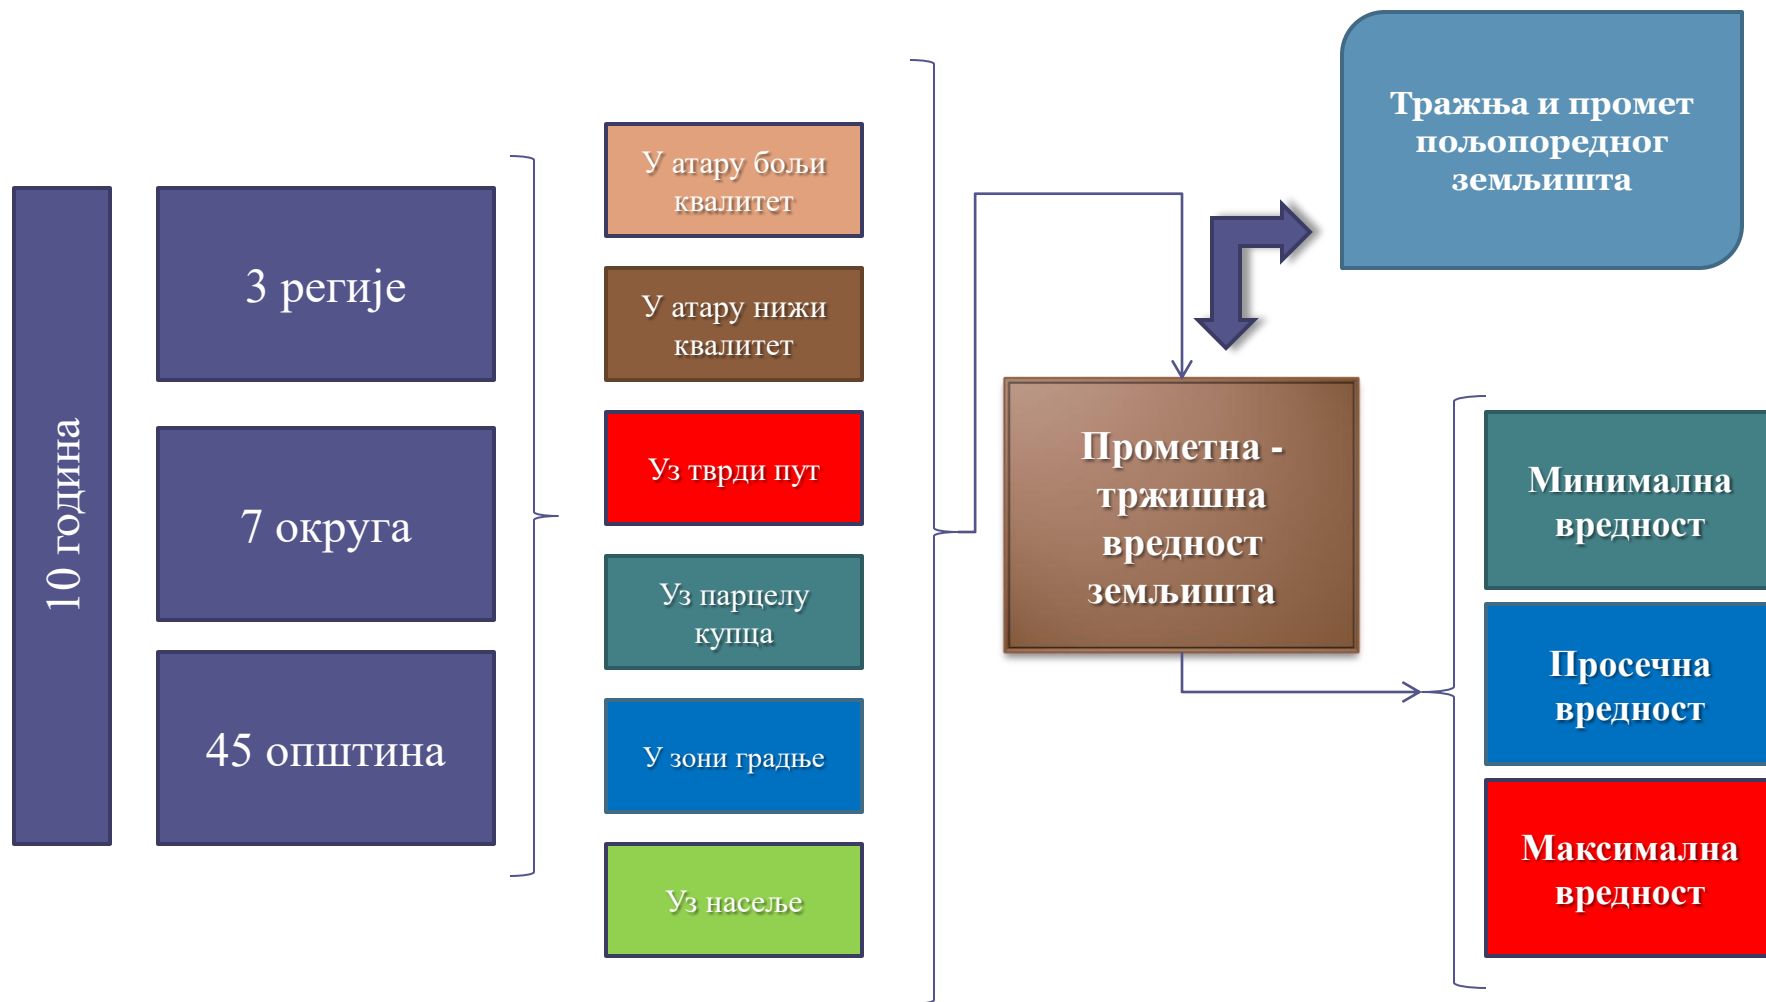 10 година
3 регије
7 округа
45 општина
У атару бољи
квалитет
У атару нижи
квалитет
Уз тврди пут
Уз парцелу
купца
У зони градње
Уз насеље
Прометна -
тржишна
вредност
земљишта
Тражња и промет
пољопоредног
земљишта
Минимална
вредност
Просечна
вредност
Максимална
вредност